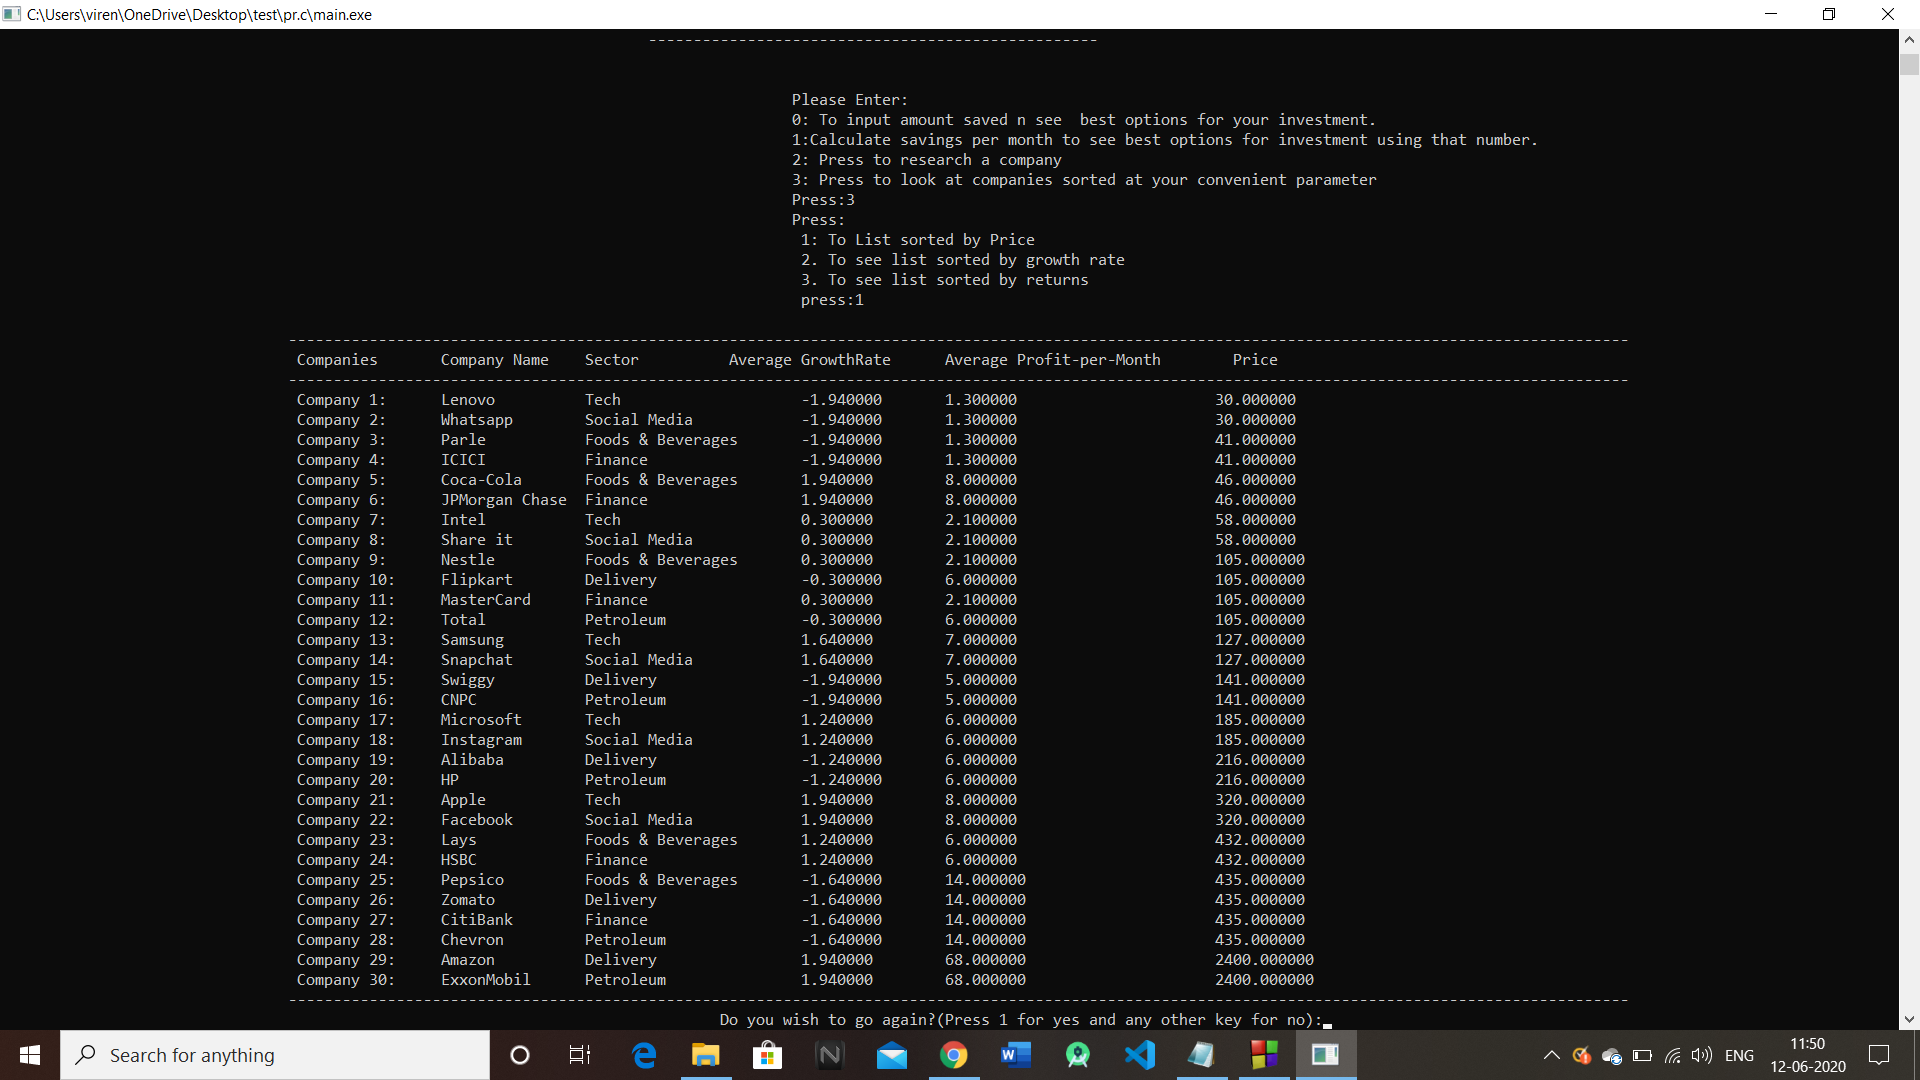 C:\Users\viren\OneDrive\Desktop\test\pr.c\main.exe
-------------------------------------------------- 
Please Enter:
0: To input amount saved n see  best options for your investment.
1:Calculate savings per month to see best options for investment using that number.
2: Press to research a company
3: Press to look at companies sorted at your convenient parameter
Press:3
Press:
1: To List sorted by Price
2. To see list sorted by growth rate
3. To see list sorted by returns
press:1
Companies Company Name Sector Average GrowthRate Average Profit-per-Month Price
Company 1: Lenovo Tech -1.940000 1.300000 30.000000
Company 2: Whatsapp Social Media -1.940000 1.300000 30.000000
Company 3: Parle Foods & Beverages -1.940000 1.300000 41.000000
Company 4: ICICI Finance -1.940000 1.300000 41.000000
Company 5: Coca-Cola Foods & Beverages 1.940000 8.000000 46.000000
Company 6: JPMorgan Chase Finance 1.940000 8.000000 46.000000
Company 7: Intel Tech 0.300000 2.100000 58.000000
Company 8: Share it Social Media 0.300000 2.100000 58.000000
Company 9: Nestle Foods & Beverages 0.300000 2.100000 105.000000
Company 10: Flipkart Delivery -0.300000 6.000000 105.000000
Company 11: MasterCard Finance 0.300000 2.100000 105.000000
Company 12: Total Petroleum -0.300000 6.000000 105.000000
Company 13: Samsung Tech 1.640000 7.000000 127.000000
Company 14: Snapchat Social Media 1.640000 7.000000 127.000000
Company 15: Swiggy Delivery -1.940000 5.000000 141.000000
Company 16: CNPC Petroleum -1.940000 5.000000 141.000000
Company 17: Microsoft Tech 1.240000 6.000000 185.000000
Company 18: Instagram Social Media 1.240000 6.000000 185.000000
Company 19: Alibaba Delivery -1.240000 6.000000 216.000000
Company 20: HP Petroleum -1.240000 6.000000 216.000000
Company 21: Apple Tech 1.940000 8.000000 320.000000
Company 22: Facebook Social Media 1.940000 8.000000 320.000000
Company 23: Lays Foods & Beverages 1.240000 6.000000 432.000000
Company 24: HSBC Finance 1.240000 6.000000 432.000000
Company 25: Pepsico Foods & Beverages -1.640000 14.000000 435.000000
Company 26: Zomato Delivery -1.640000 14.000000 435.000000
Company 27: CitiBank Finance -1.640000 14.000000 435.000000
Company 28: Chevron Petroleum -1.640000 14.000000 435.000000
Company 29: Amazon Delivery 1.940000 68.000000 2400.000000
Company 30: ExxonMobil Petroleum 1.940000 68.000000 2400.000000
Do you wish to go again?(Press 1 for yes and any other key for no):
Search for anything
ENG
11:50
12-06-2020